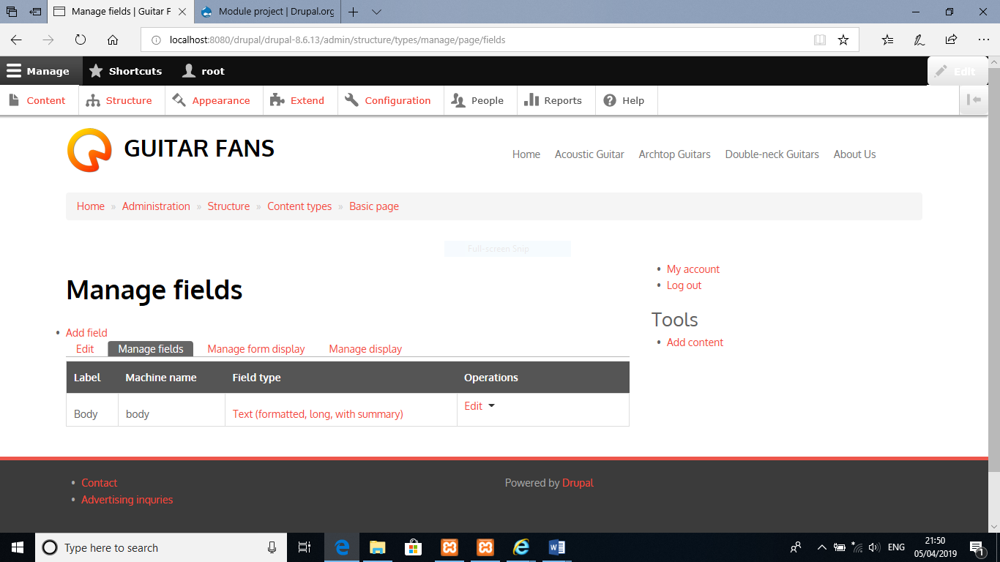 Manage fields | Guitar F
Module project | Drupal.org
localhost:8080/drupal/drupal-8.6.13/admin/structure/types/manage/page/fields
Manage Shortcuts root Edit
Content Structure Appearance Extend Configuration People Reports Help
GUITAR FANS
Home Acoustic Guitar Archtop Guitars Double-neck Guitars About Us
Home » Administration » Structure » Content types » Basic page
Full-screen Snip
Manage fields
Add field
Edit Manage fields Manage form display Manage display
Label Machine name Field type Operations
Body body Text (formatted, long, with summary) Edit
My account
Log out
Tools
Add content
Contact
Advertising inquries
Powered by Drupal
Type here to search
ENG
21:50
05/04/2019
1